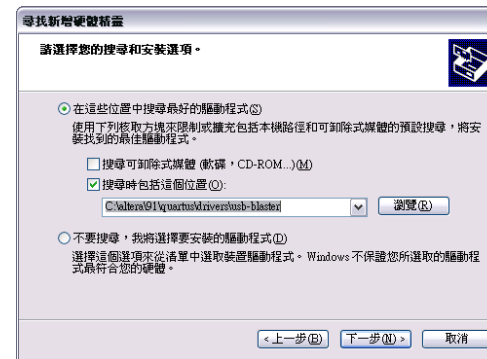 尋找新增硬體精靈
請選擇您的搜尋和安裝選項。
在這些位置中搜尋最好的驅動程式(S)
使用下列核取方塊來限制或擴充包括本機路徑和可卸除式媒體的預設搜尋，將安
裝找到的最佳驅動程式。
搜尋可卸除式媒體 (軟碟，CD-ROM...)(M)
搜尋時包括這個位置(O):
C:\altera\91\quartus\drivers\usb-blaster
瀏覽(R)
不要搜尋，我將選擇要安裝的驅動程式(D)
選擇這個選項來從清單中選取裝置驅動程式。Windows 不保證您所選取的驅動程
式最符合您的硬體。
<上一步(B)
下一步(N)>
取消